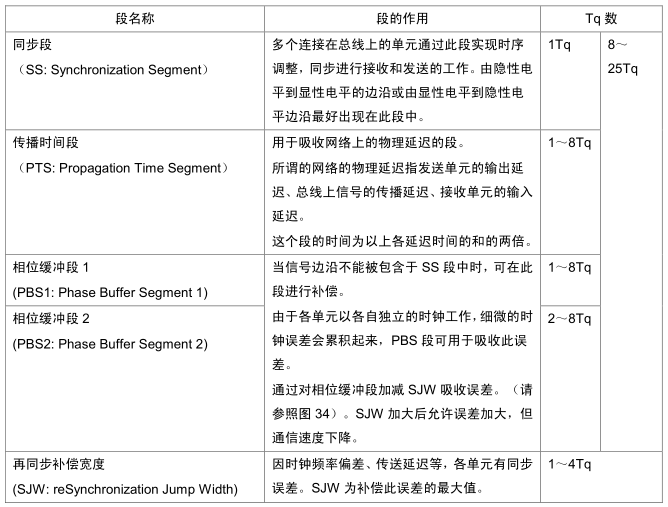 段名称 段的作用 Tq 数
同步段
（SS: Synchronization Segment）
多个连接在总线上的单元通过此段实现时序
调整，同步进行接收和发送的工作。由隐性电
平到显性电平的边沿或由显性电平到隐性电
平边沿最好出现在此段中。
1Tq
8～
25Tq
传播时间段
（PTS: Propagation Time Segment）
用于吸收网络上的物理延迟的段。
所谓的网络的物理延迟指发送单元的输出延
迟、总线上信号的传播延迟、接收单元的输入
延迟。
这个段的时间为以上各延迟时间的和的两倍。
1～8Tq
相位缓冲段 1
(PBS1: Phase Buffer Segment 1)
当信号边沿不能被包含于 SS 段中时，可在此
段进行补偿。
1～8Tq
相位缓冲段 2
(PBS2: Phase Buffer Segment 2)
由于各单元以各自独立的时钟工作，细微的时
钟误差会累积起来，PBS 段可用于吸收此误
差。
通过对相位缓冲段加减 SJW 吸收误差。（请
参照图 34）。SJW 加大后允许误差加大，但
通信速度下降。
2～8Tq
再同步补偿宽度
(SJW: reSynchronization Jump Width)
因时钟频率偏差、传送延迟等，各单元有同步
误差。SJW 为补偿此误差的最大值。
1～4Tq